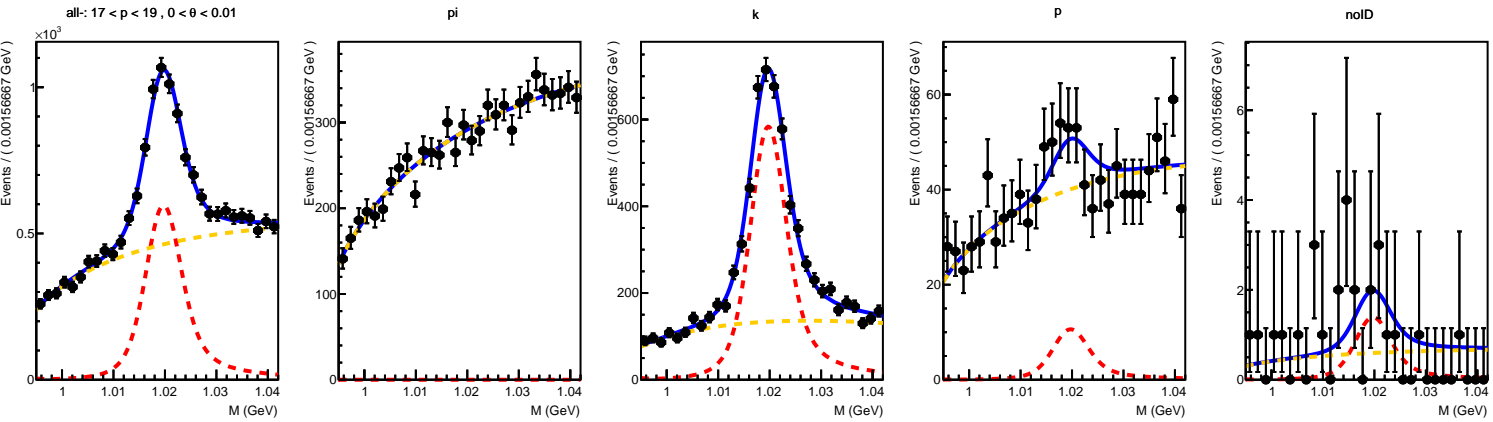 all-: 17 < p < 19 , 0 < θ < 0.01
×10³
Events / ( 0.00156667 GeV )
1
0.5
0
1 1.01 1.02 1.03 1.04
M (GeV)
pi
Events / ( 0.00156677 GeV )
300
200
100
0
1 1.01 1.02 1.03 1.04
M (GeV)
k
Events / ( 0.00156667 GeV )
600
400
200
0
1 1.01 1.02 1.03 1.04
M (GeV)
p
Events / ( 0.00156667 GeV )
60
40
20
0
1 1.01 1.02 1.03 1.04
M (GeV)
noID
Events / ( 0.00156667 GeV )
6
4
2
0
1 1.01 1.02 1.03 1.04
M (GeV)